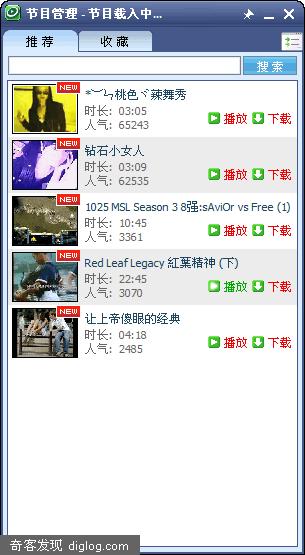 节目管理 - 节目载入中...
推 荐 收 藏
搜 索
NEW
*︶ㄣ桃色ヾ辣舞秀
时长: 03:05
人气: 65243
播放 下载
NEW
钻石小女人
时长: 03:09
人气: 62535
播放 下载
NEW
1025 MSL Season 3 8强:sAviOr vs Free (1)
时长: 10:45
人气: 3361
播放 下载
NEW
Red Leaf Legacy 紅葉精神 (下)
时长: 22:45
人气: 3070
播放 下载
NEW
让上帝傻眼的经典
时长: 04:18
人气: 2485
播放 下载
奇客发现 diglog.com